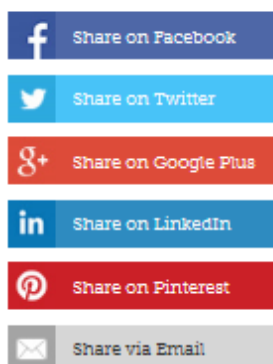 f Share on Facebook
Share on Twitter
g+ Share on Google Plus
in Share on LinkedIn
Share on Pinterest
Share via Email